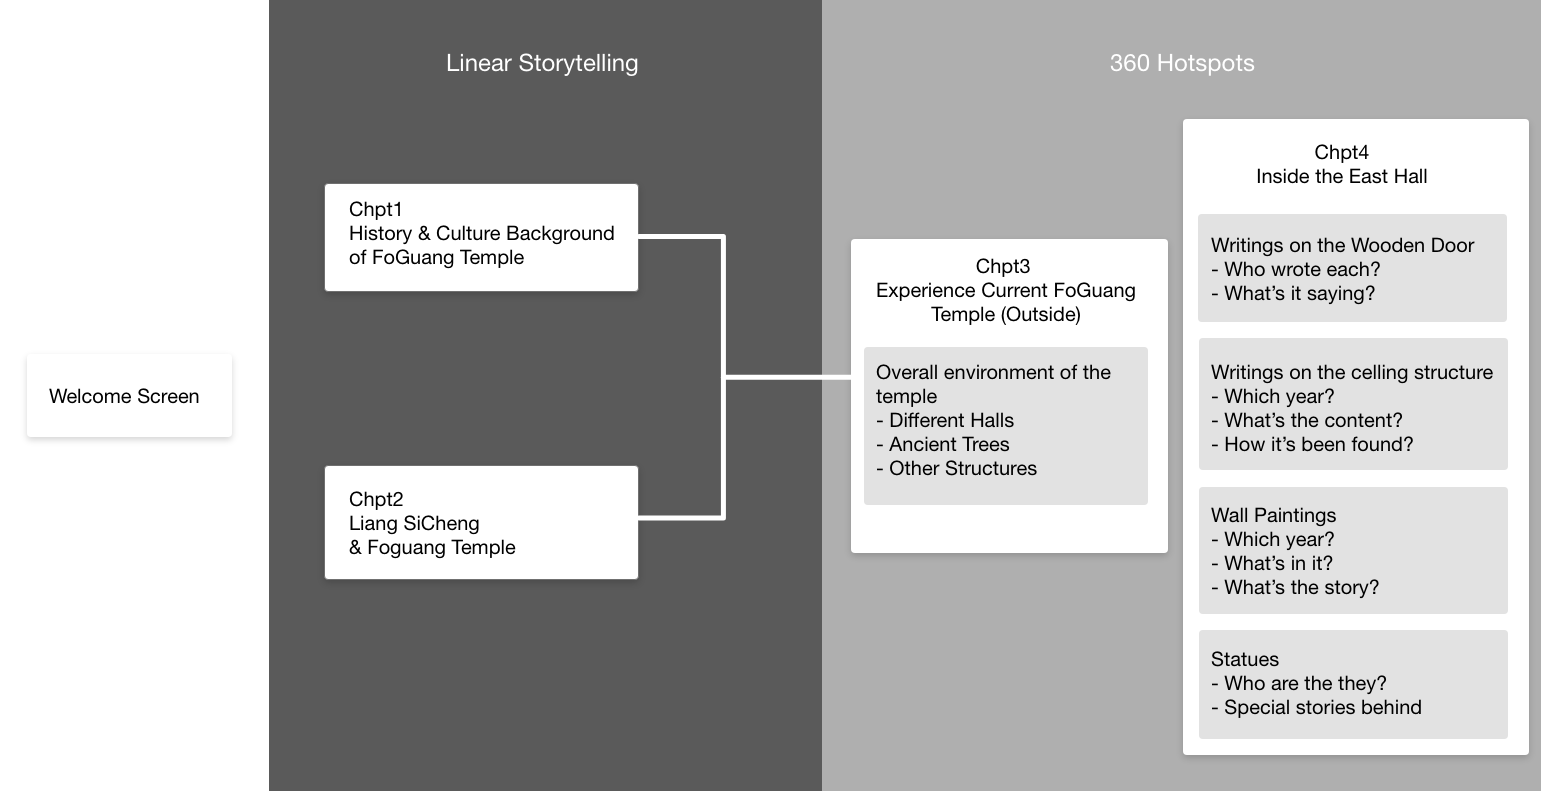 Linear Storytelling
360 Hotspots
Welcome Screen
Chpt1
History & Culture Background
of FoGuang Temple
Chpt2
Liang SiCheng
& Foguang Temple
Chpt3
Experience Current FoGuang
Temple (Outside)
Overall environment of the
temple
- Different Halls
- Ancient Trees
- Other Structures
Chpt4
Inside the East Hall
Writings on the Wooden Door
- Who wrote each?
- What’s it saying?
Writings on the celling structure
- Which year?
- What’s the content?
- How it’s been found?
Wall Paintings
- Which year?
- What’s in it?
- What’s the story?
Statues
- Who are the they?
- Special stories behind